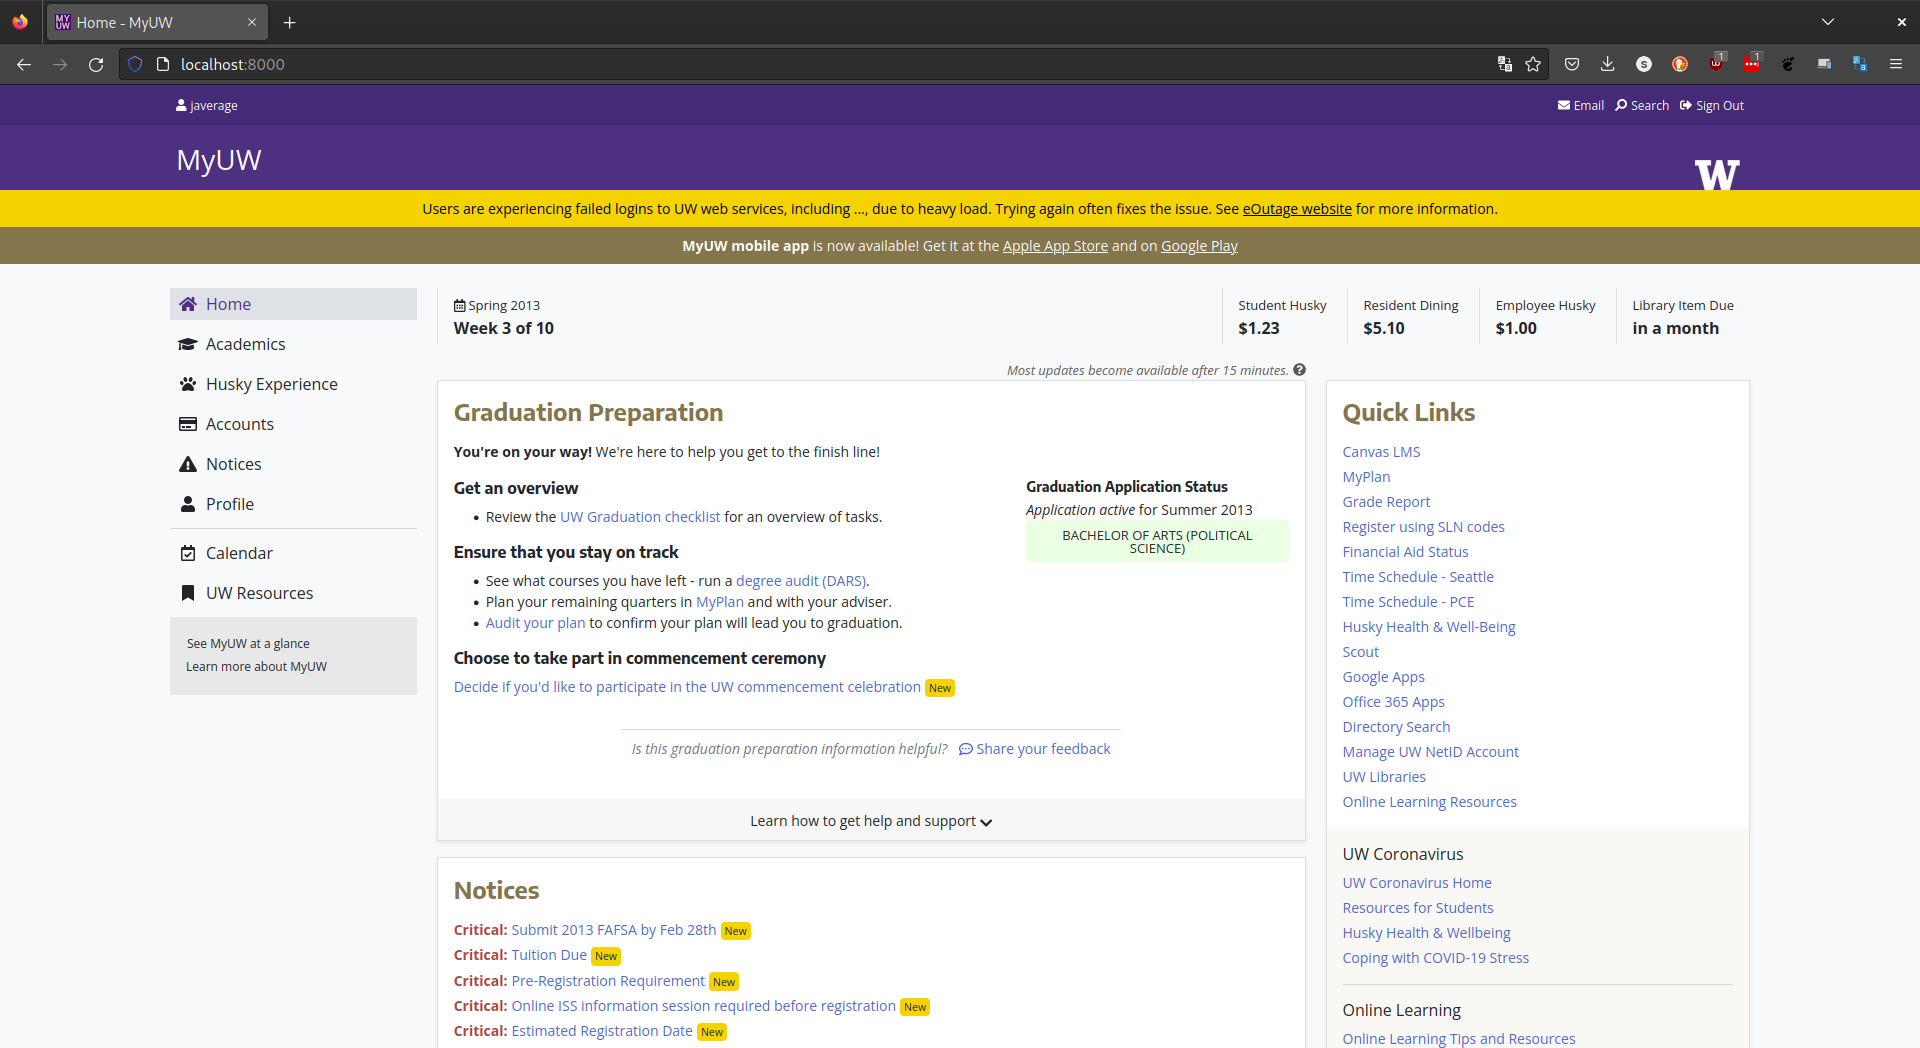 Home - MyUW
localhost:8000
javerage
Email
Search
Sign Out
MyUW
W
Users are experiencing failed logins to UW web services, including ..., due to heavy load. Trying again often fixes the issue. See eOutage website for more information.
MyUW mobile app is now available! Get it at the Apple App Store and on Google Play
Home
Academics
Husky Experience
Accounts
Notices
Profile
Calendar
UW Resources
See MyUW at a glance
Learn more about MyUW
Spring 2013
Week 3 of 10
Student Husky
$1.23
Resident Dining
$5.10
Employee Husky
$1.00
Library Item Due
in a month
Most updates become available after 15 minutes.
Graduation Preparation
You're on your way! We're here to help you get to the finish line!
Get an overview
Review the UW Graduation checklist for an overview of tasks.
Ensure that you stay on track
See what courses you have left - run a degree audit (DARS).
Plan your remaining quarters in MyPlan and with your adviser.
Audit your plan to confirm your plan will lead you to graduation.
Choose to take part in commencement ceremony
Decide if you'd like to participate in the UW commencement celebration New
Graduation Application Status
Application active for Summer 2013
BACHELOR OF ARTS (POLITICAL
SCIENCE)
Is this graduation preparation information helpful? Share your feedback
Learn how to get help and support
Notices
Critical: Submit 2013 FAFSA by Feb 28th New
Critical: Tuition Due New
Critical: Pre-Registration Requirement New
Critical: Online ISS information session required before registration New
Critical: Estimated Registration Date New
Quick Links
Canvas LMS
MyPlan
Grade Report
Register using SLN codes
Financial Aid Status
Time Schedule - Seattle
Time Schedule - PCE
Husky Health & Well-Being
Scout
Google Apps
Office 365 Apps
Directory Search
Manage UW NetID Account
UW Libraries
Online Learning Resources
UW Coronavirus
UW Coronavirus Home
Resources for Students
Husky Health & Wellbeing
Coping with COVID-19 Stress
Online Learning
Online Learning Tips and Resources